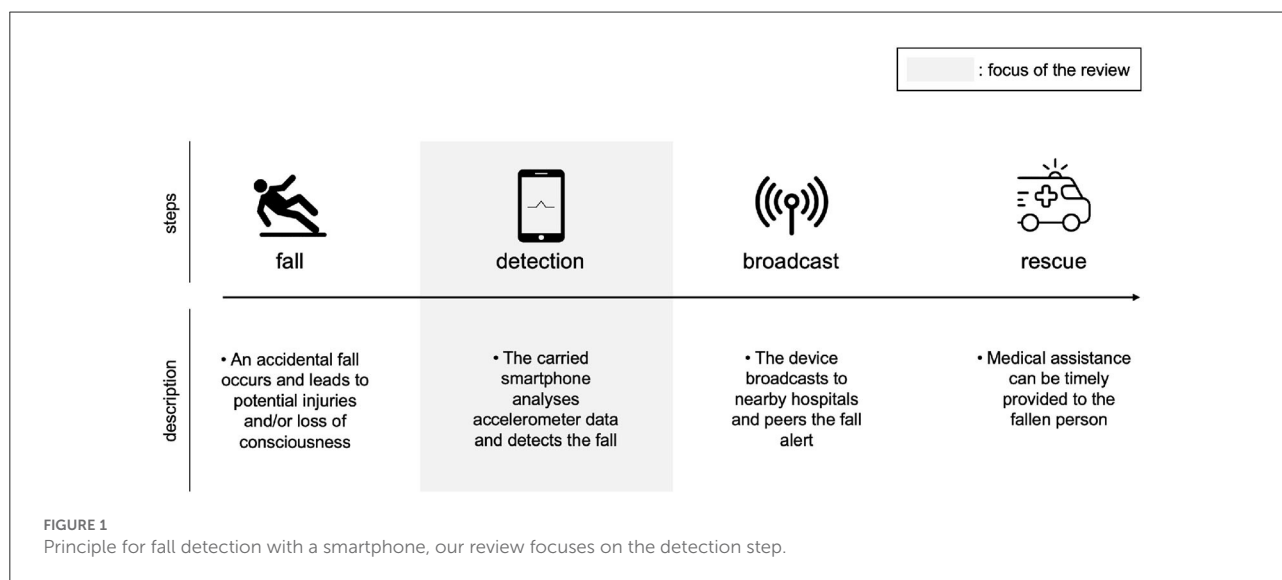 : focus of the review
steps
fall
detection
broadcast
rescue
description
• An accidental fall
occurs and leads to
potential injuries
and/or loss of
consciousness
• The carried
smartphone
analyses
accelerometer data
and detects the fall
• The device
broadcasts to
nearby hospitals
and peers the fall
alert
• Medical assistance
can be timely
provided to the
fallen person
FIGURE 1
Principle for fall detection with a smartphone, our review focuses on the detection step.